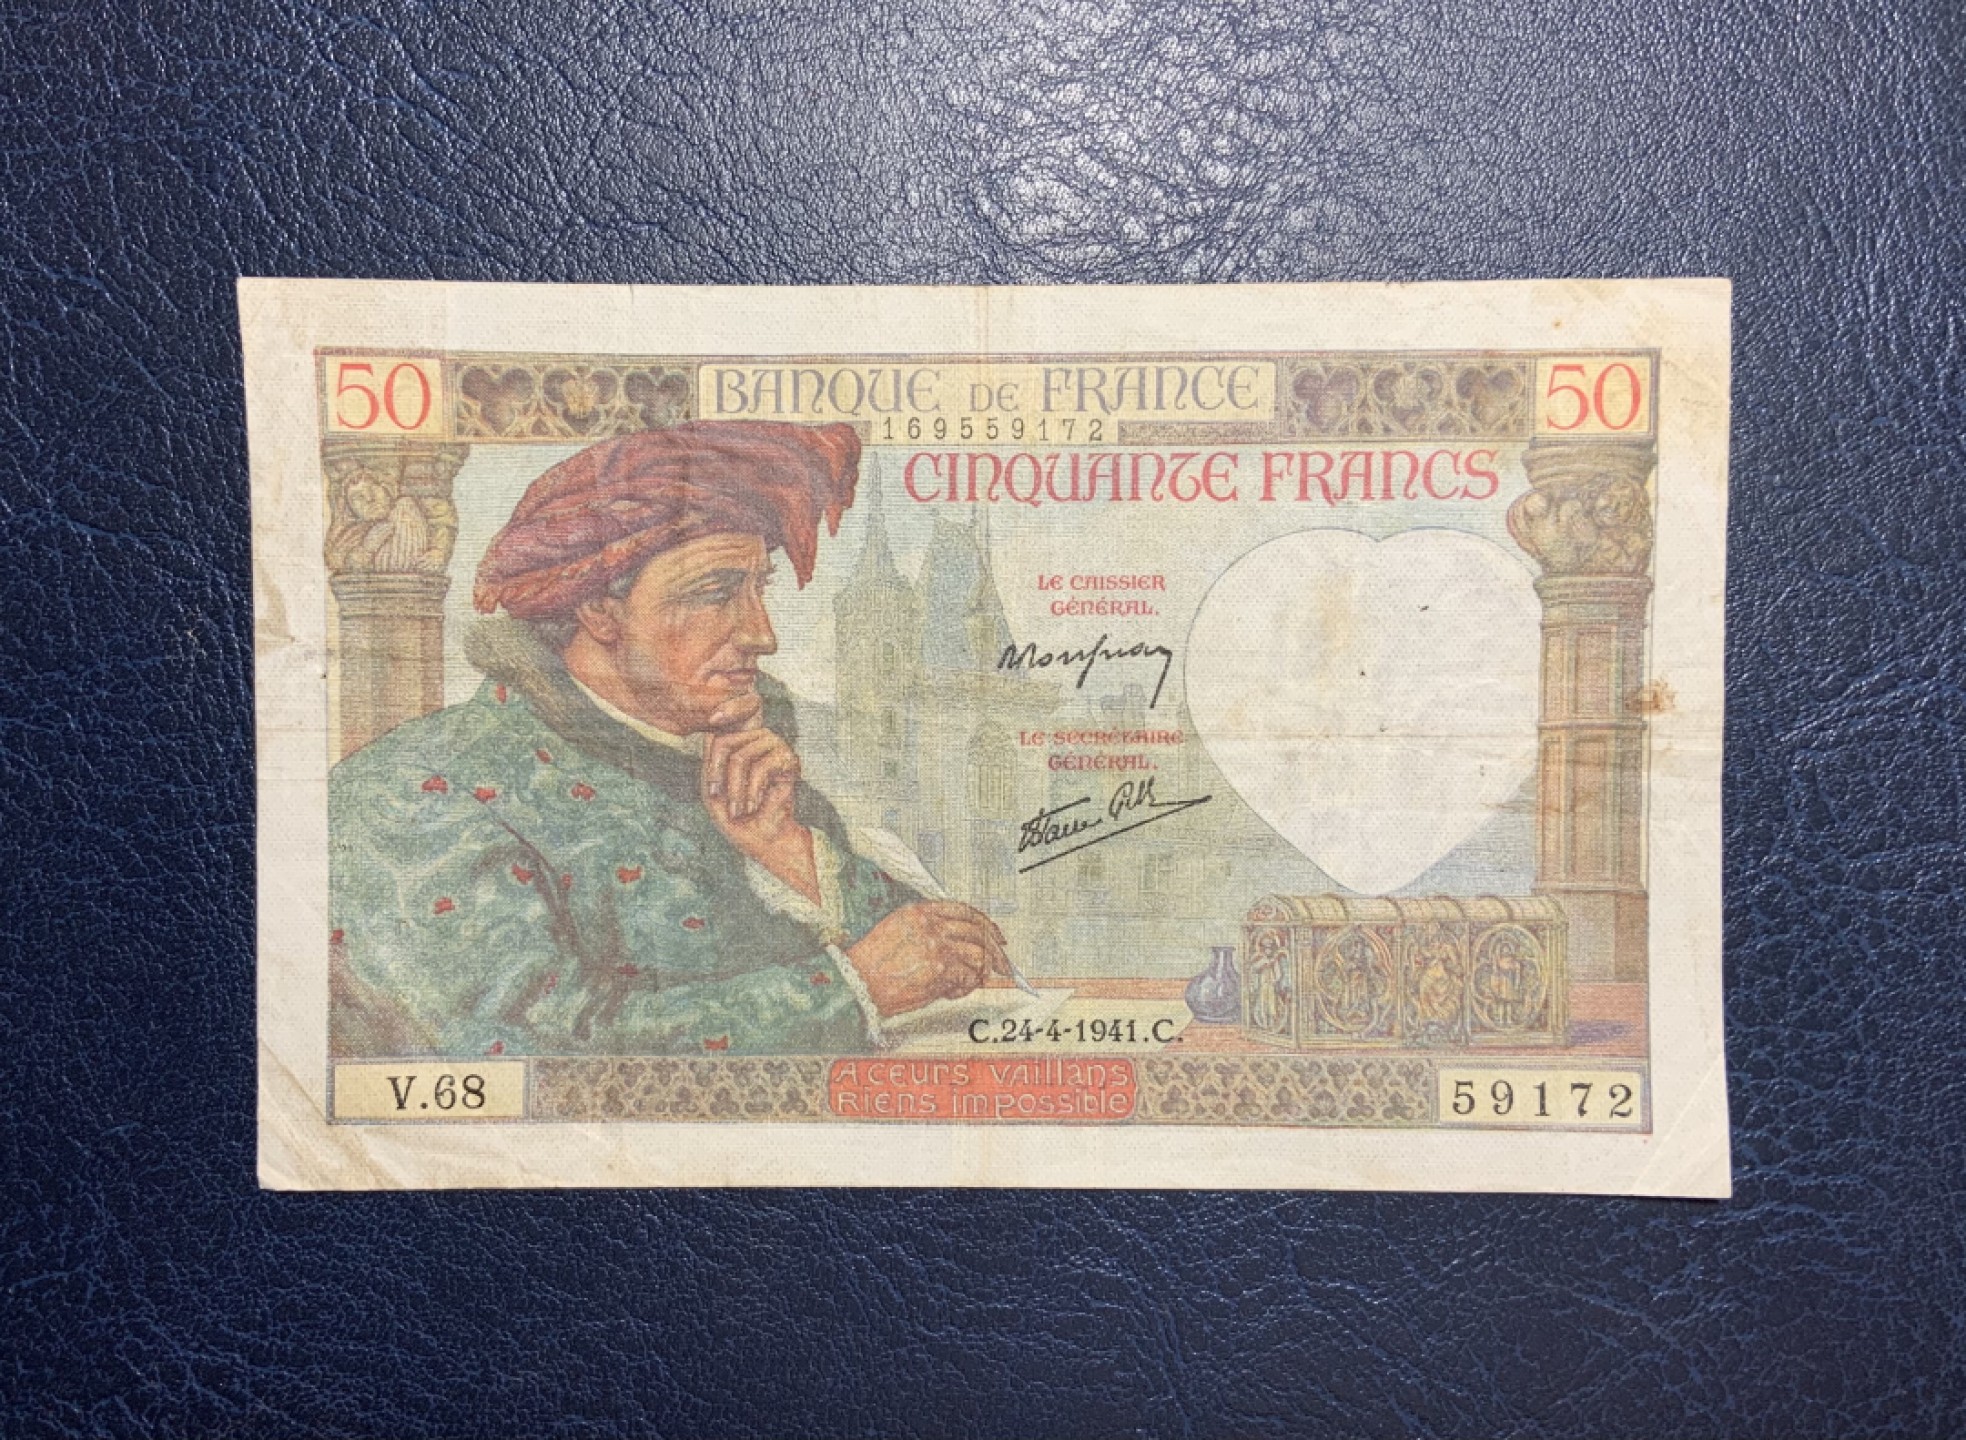 50 BANQUE DE FRANCE 50
169559172
CINQUANTE FRANCS
LE CAISSIER
GÉNÉRAL.
LE SECRÉTAIRE
GÉNÉRAL.
C.24-4-1941.C.
V.68
A CEURS VAILLANS
RIENS IMPOSSIBLE
59172